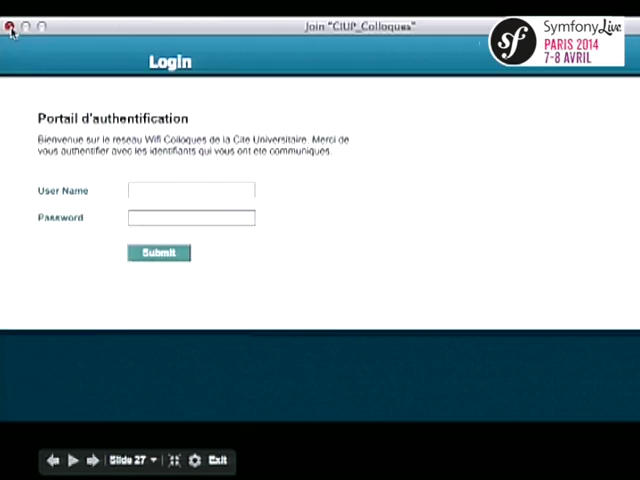 Join "CIUP_Colloques"
SymfonyLive
PARIS 2014
7-8 AVRIL
sf
Login
Portail d'authentification
Bienvenue sur le reseau Wifi Colloques de la Cite Universitaire. Merci de
vous authentifier avec les identifiants qui vous ont ete communiques.
User Name
Password
Submit
Slide 27
Exit